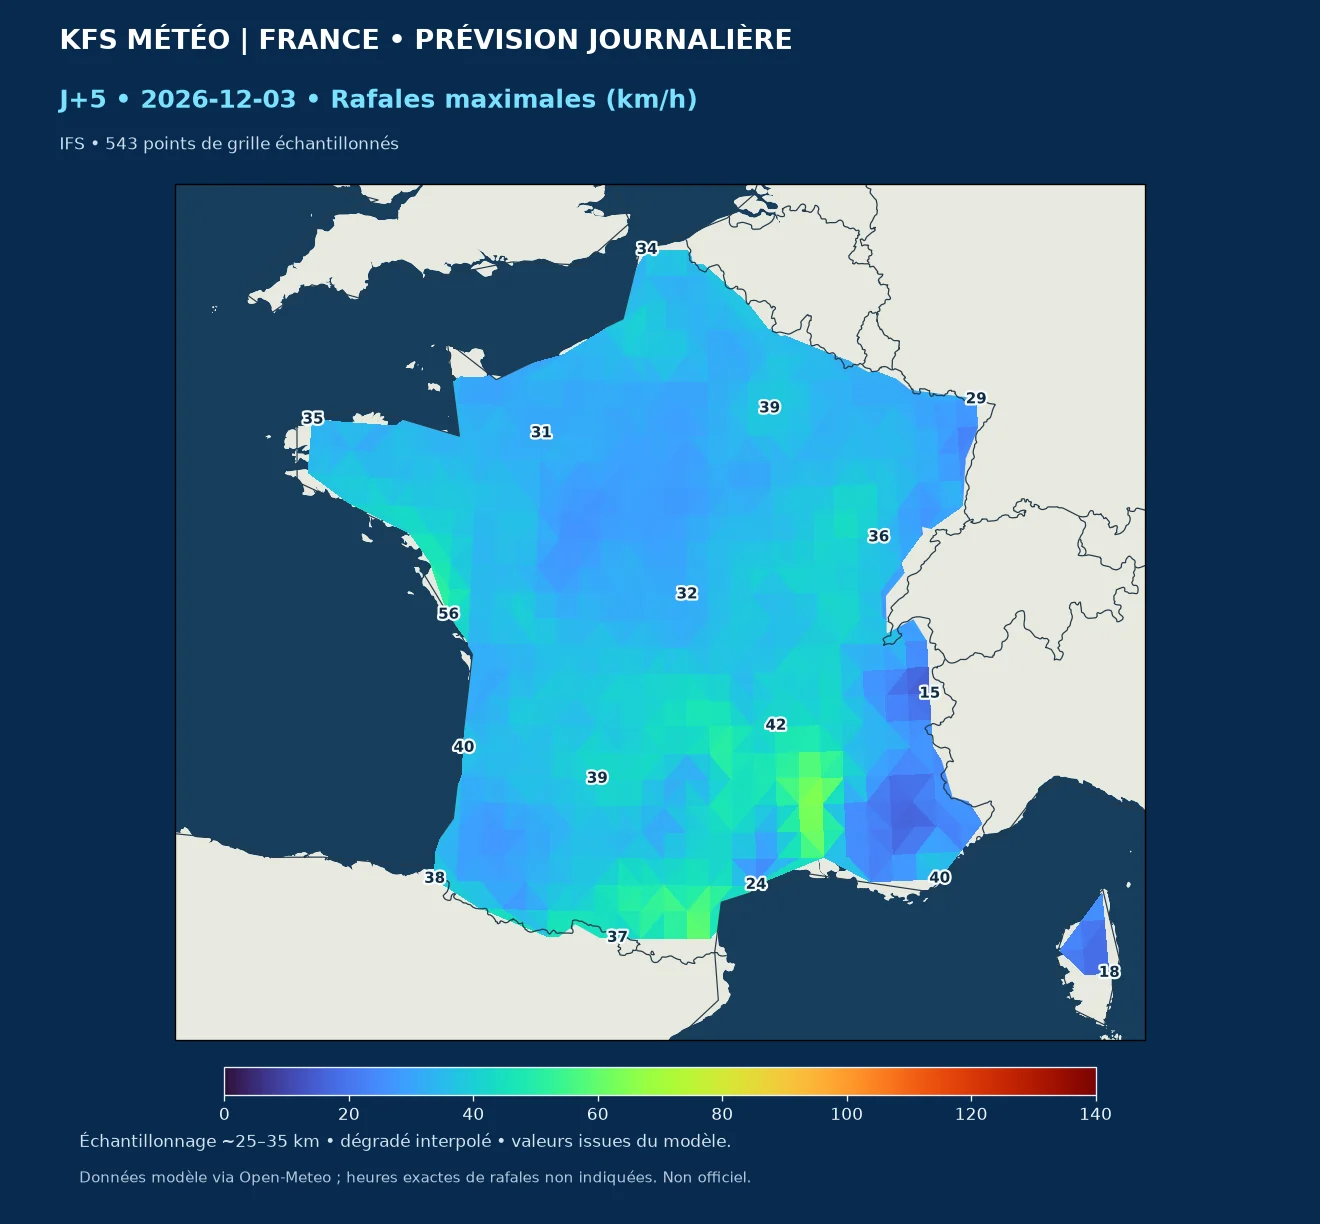 KFS MÉTÉO | FRANCE • PRÉVISION JOURNALIÈRE
J+5 • 2026-12-03 • Rafales maximales (km/h)
IFS • 543 points de grille échantillonnés
34
29
39
35
31
36
32
56
15
42
40
39
38
40
24
37
18
0 20 40 60 80 100 120 140
Échantillonnage ~25–35 km • dégradé interpolé • valeurs issues du modèle.
Données modèle via Open-Meteo ; heures exactes de rafales non indiquées. Non officiel.